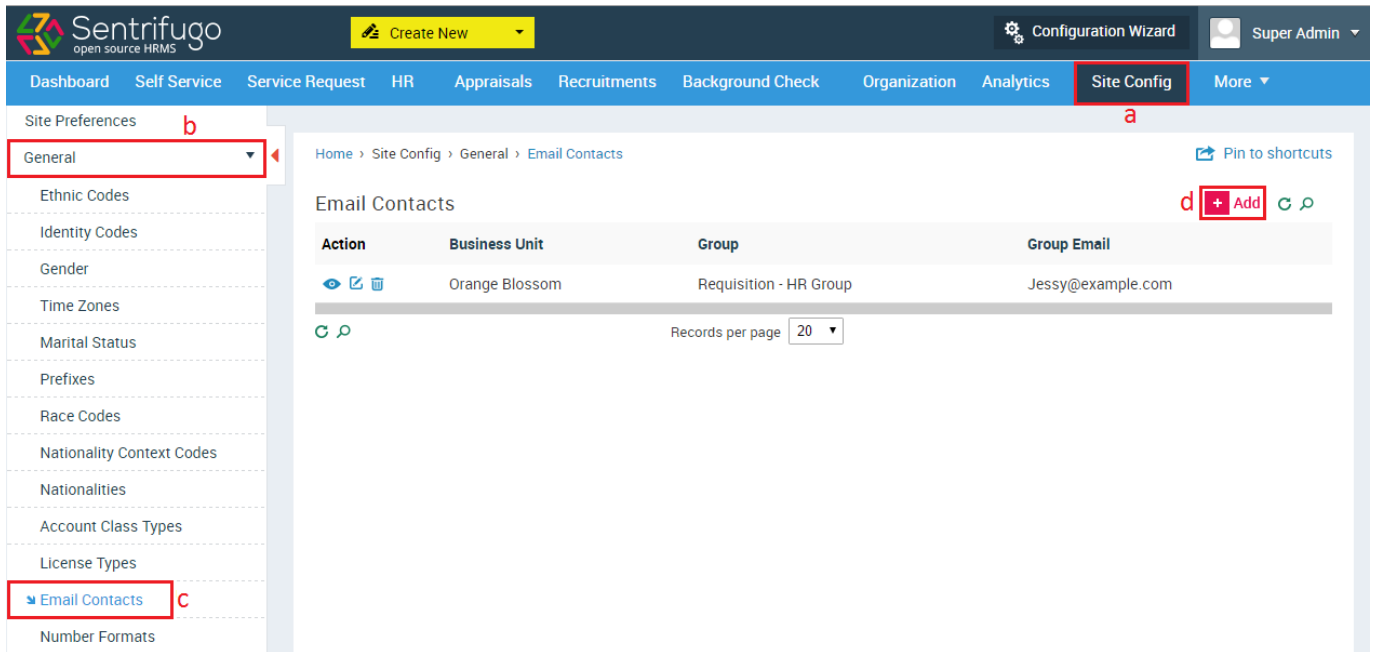 Sentrifugo
open source HRMS
Create New
Configuration Wizard
Super Admin
Dashboard Self Service Service Request HR Appraisals Recruitments Background Check Organization Analytics Site Config More
a
Site Preferences
b
General
Home › Site Config › General › Email Contacts
Pin to shortcuts
Ethnic Codes
Identity Codes
Gender
Time Zones
Marital Status
Prefixes
Race Codes
Nationality Context Codes
Nationalities
Account Class Types
License Types
Email Contacts
c
Number Formats
Email Contacts
d
+ Add
Action Business Unit Group Group Email
Orange Blossom Requisition - HR Group Jessy@example.com
Records per page 20